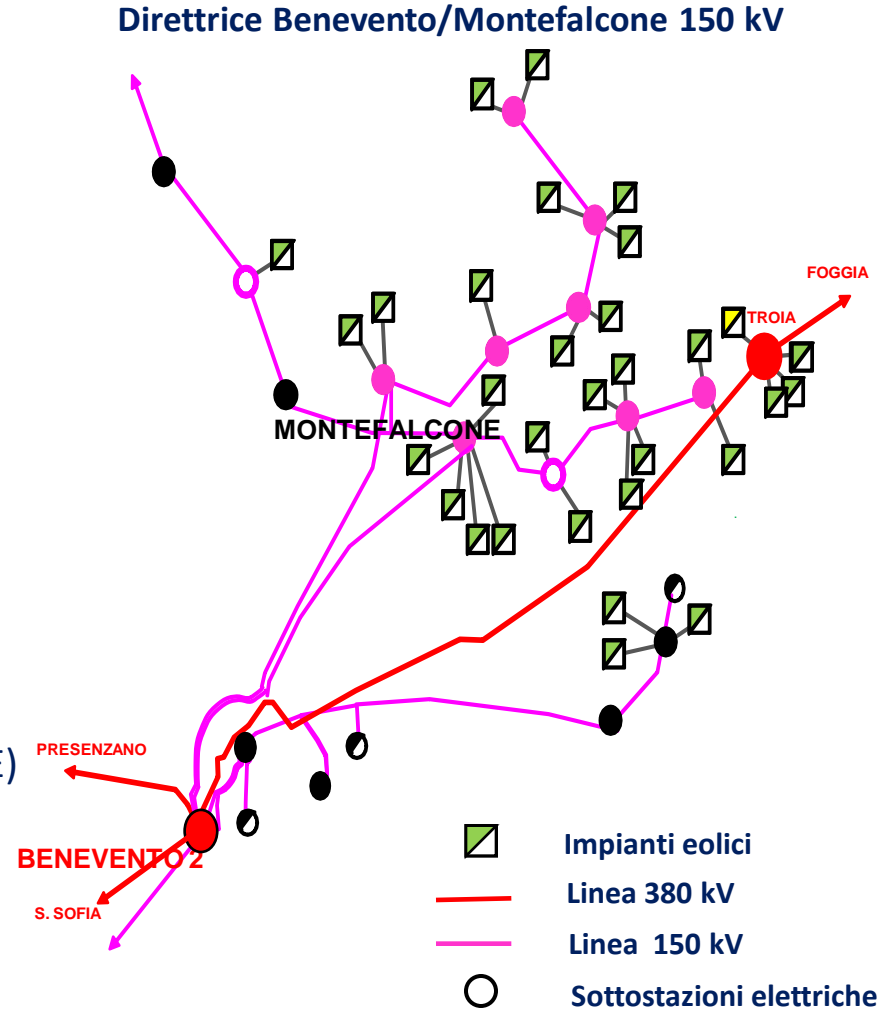 Direttrice Benevento/Montefalcone 150 kV
FOGGIA
TROIA
MONTEFALCONE
E)
PRESENZANO
BENEVENTO 2
S. SOFIA
Impianti eolici
Linea 380 kV
Linea 150 kV
Sottostazioni elettriche